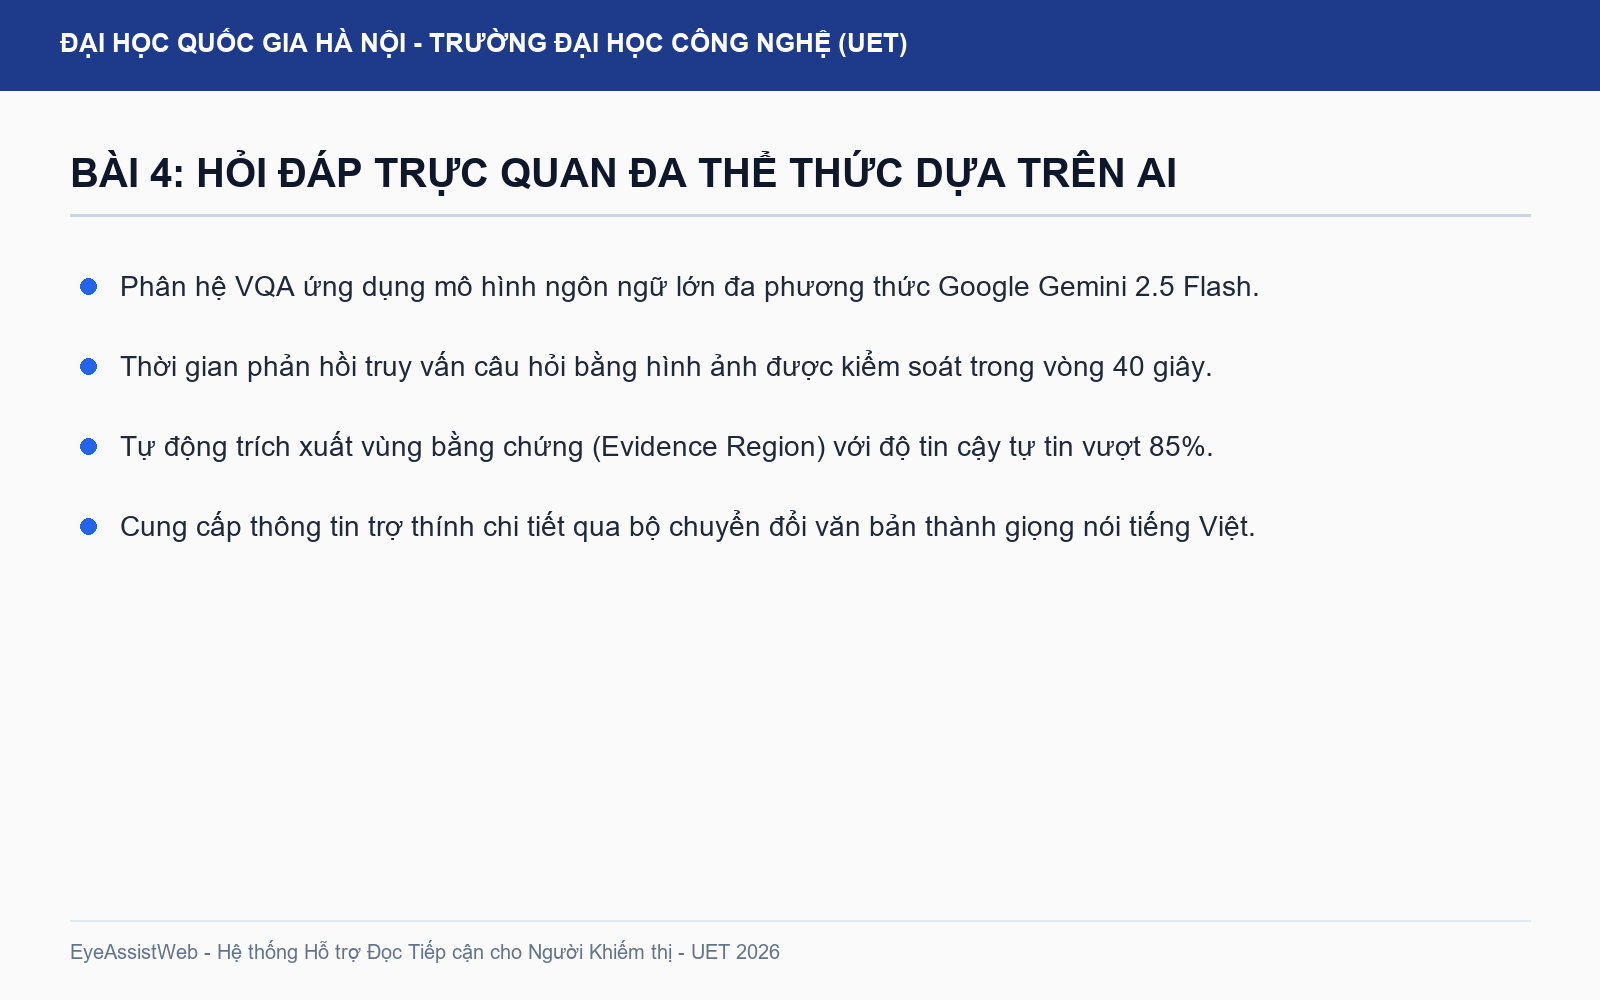 ĐẠI HỌC QUỐC GIA HÀ NỘI - TRƯỜNG ĐẠI HỌC CÔNG NGHỆ (UET)
BÀI 4: HỎI ĐÁP TRỰC QUAN ĐA THỂ THỨC DỰA TRÊN AI
Phân hệ VQA ứng dụng mô hình ngôn ngữ lớn đa phương thức Google Gemini 2.5 Flash.
Thời gian phản hồi truy vấn câu hỏi bằng hình ảnh được kiểm soát trong vòng 40 giây.
Tự động trích xuất vùng bằng chứng (Evidence Region) với độ tin cậy tự tin vượt 85%.
Cung cấp thông tin trợ thính chi tiết qua bộ chuyển đổi văn bản thành giọng nói tiếng Việt.
EyeAssistWeb - Hệ thống Hỗ trợ Đọc Tiếp cận cho Người Khiếm thị - UET 2026